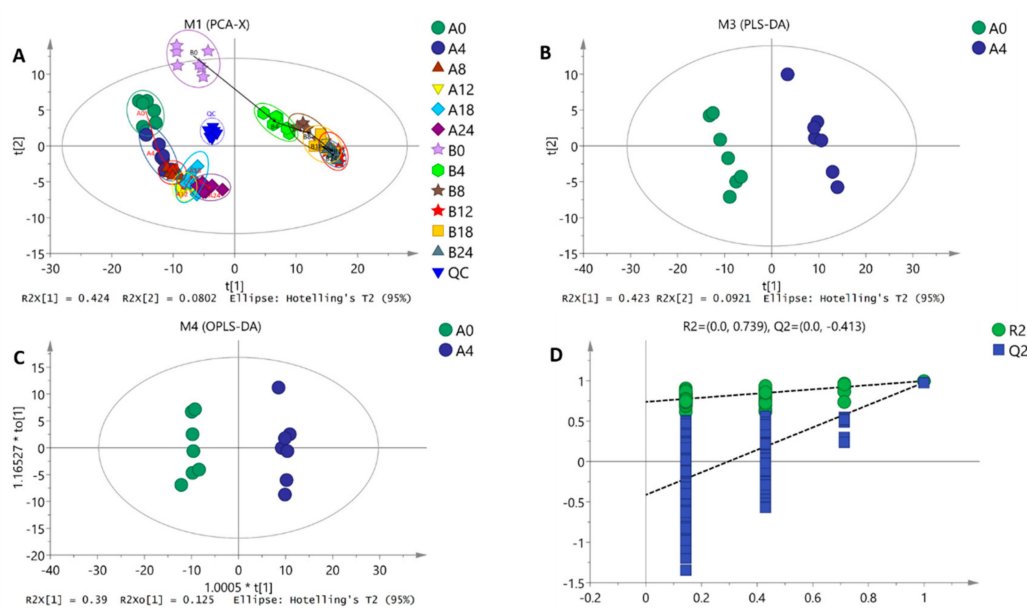 M1 (PCA-X)
A
t[2]
10
5
0
-5
-10
-15
-40
-30
-20
-10
0
10
20
30
40
t[1]
B0
A0
A4
QC
R2X[1] = 0.424 R2X[2] = 0.0802 Ellipse: Hotelling's T2 (95%)
A0
A4
A8
A12
A18
A24
B0
B4
B8
B12
B18
B24
QC
M3 (PLS-DA)
B
t[2]
10
5
0
-5
-10
-15
-30
-20
-10
0
10
20
30
t[1]
R2X[1] = 0.423 R2X[2] = 0.0921 Ellipse: Hotelling's T2 (95%)
A0
A4
M4 (OPLS-DA)
C
1.16527 * to[1]
15
10
5
0
-5
-10
-15
-20
-40
-30
-20
-10
0
10
20
30
1.0005 * t[1]
R2X[1] = 0.39 R2Xo[1] = 0.125 Ellipse: Hotelling's T2 (95%)
A0
A4
R2=(0.0, 0.739), Q2=(0.0, -0.413)
D
1
0.5
0
-0.5
-1
-1.5
-0.2
0
0.2
0.4
0.6
0.8
1
R2
Q2